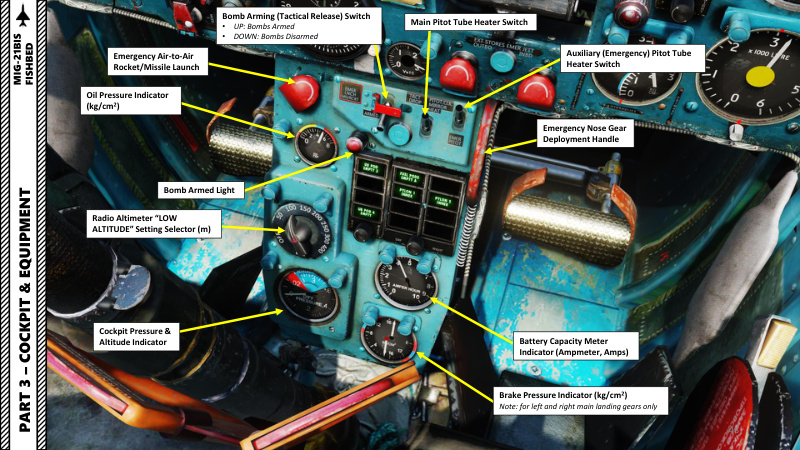 MIG-21BIS
FISHBED
PART 3 – COCKPIT & EQUIPMENT
Bomb Arming (Tactical Release) Switch
• UP: Bombs Armed
• DOWN: Bombs Disarmed
Main Pitot Tube Heater Switch
Auxiliary (Emergency) Pitot Tube
Heater Switch
Emergency Air-to-Air
Rocket/Missile Launch
Oil Pressure Indicator
(kg/cm²)
Emergency Nose Gear
Deployment Handle
Bomb Armed Light
Radio Altimeter “LOW
ALTITUDE” Setting Selector (m)
Cockpit Pressure &
Altitude Indicator
Battery Capacity Meter
Indicator (Ampmeter, Amps)
Brake Pressure Indicator (kg/cm²)
Note: for left and right main landing gears only
x 1000 LITRE
AMPER HOUR